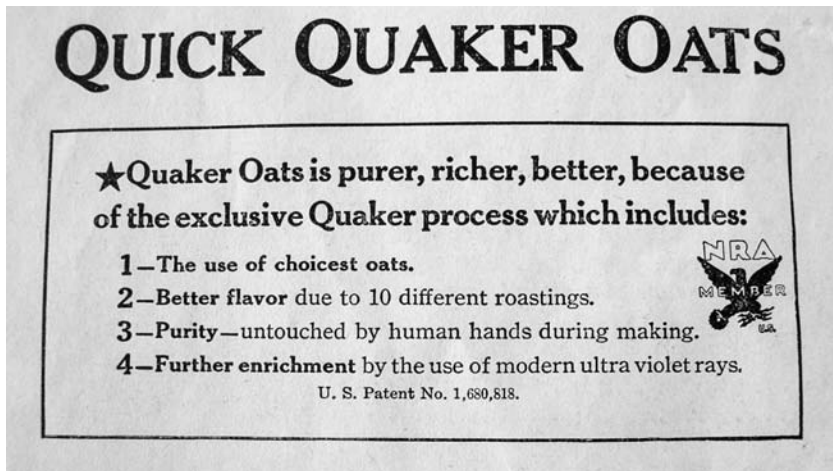 QUICK QUAKER OATS
★Quaker Oats is purer, richer, better, because
of the exclusive Quaker process which includes:
1—The use of choicest oats.
2—Better flavor due to 10 different roastings.
3—Purity—untouched by human hands during making.
4—Further enrichment by the use of modern ultra violet rays.
U. S. Patent No. 1,680,818.
NRA
MEMBER
U.S.